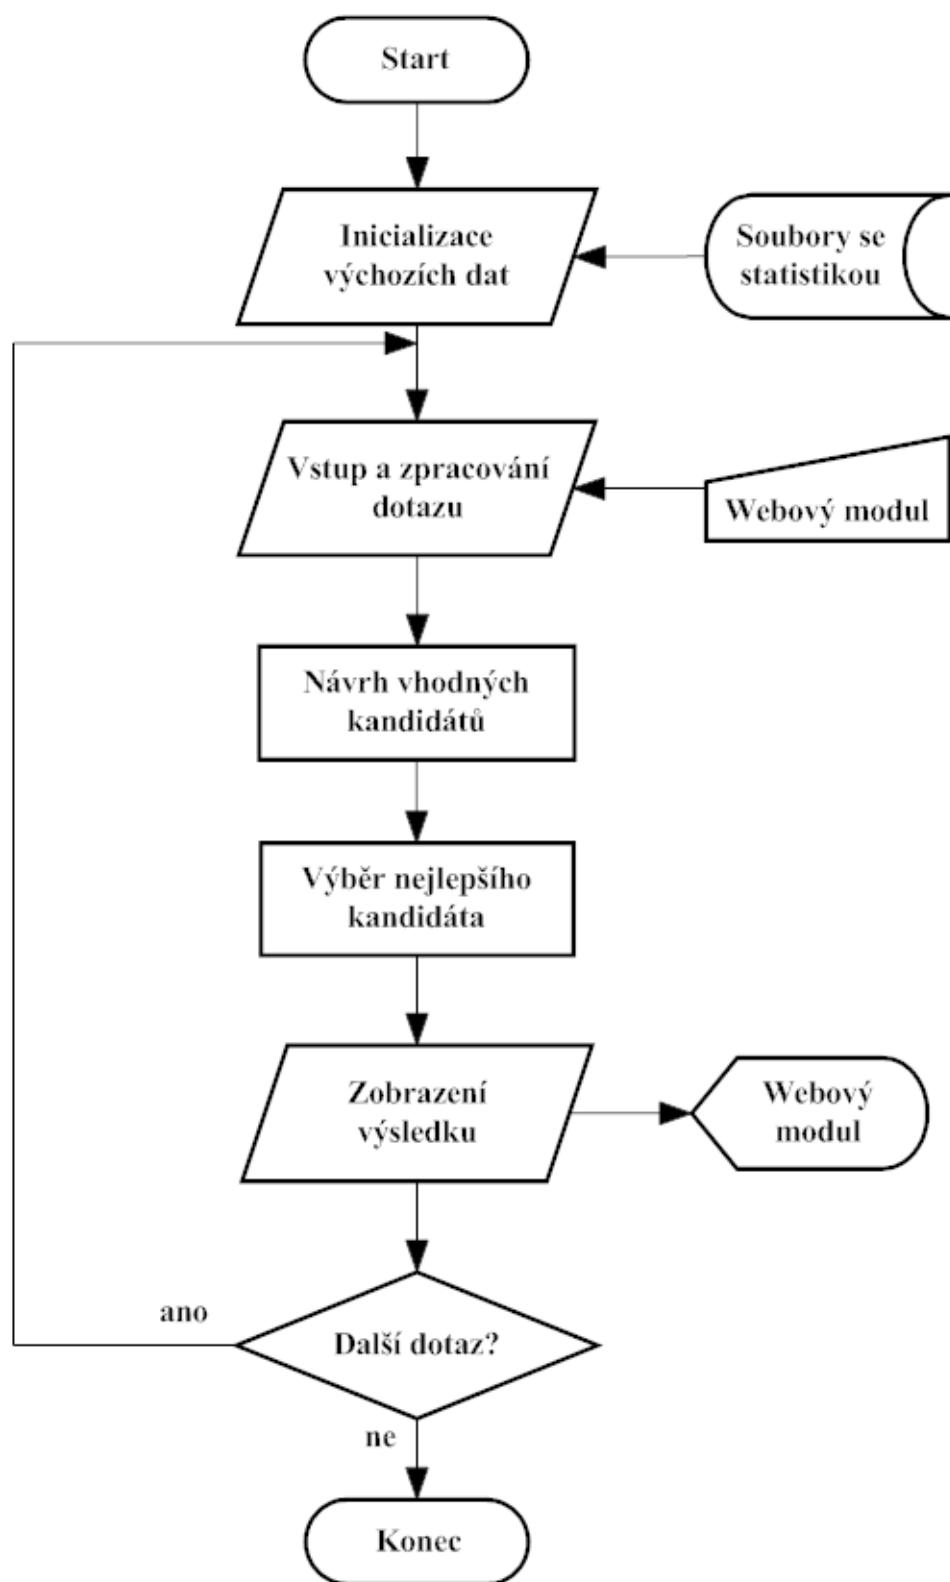 Start
Inicializace
výchozích dat
Soubory se
statistikou
Vstup a zpracování
dotazu
Webový modul
Návrh vhodných
kandidátů
Výběr nejlepšího
kandidáta
Zobrazení
výsledku
Webový
modul
ano
Další dotaz?
ne
Konec